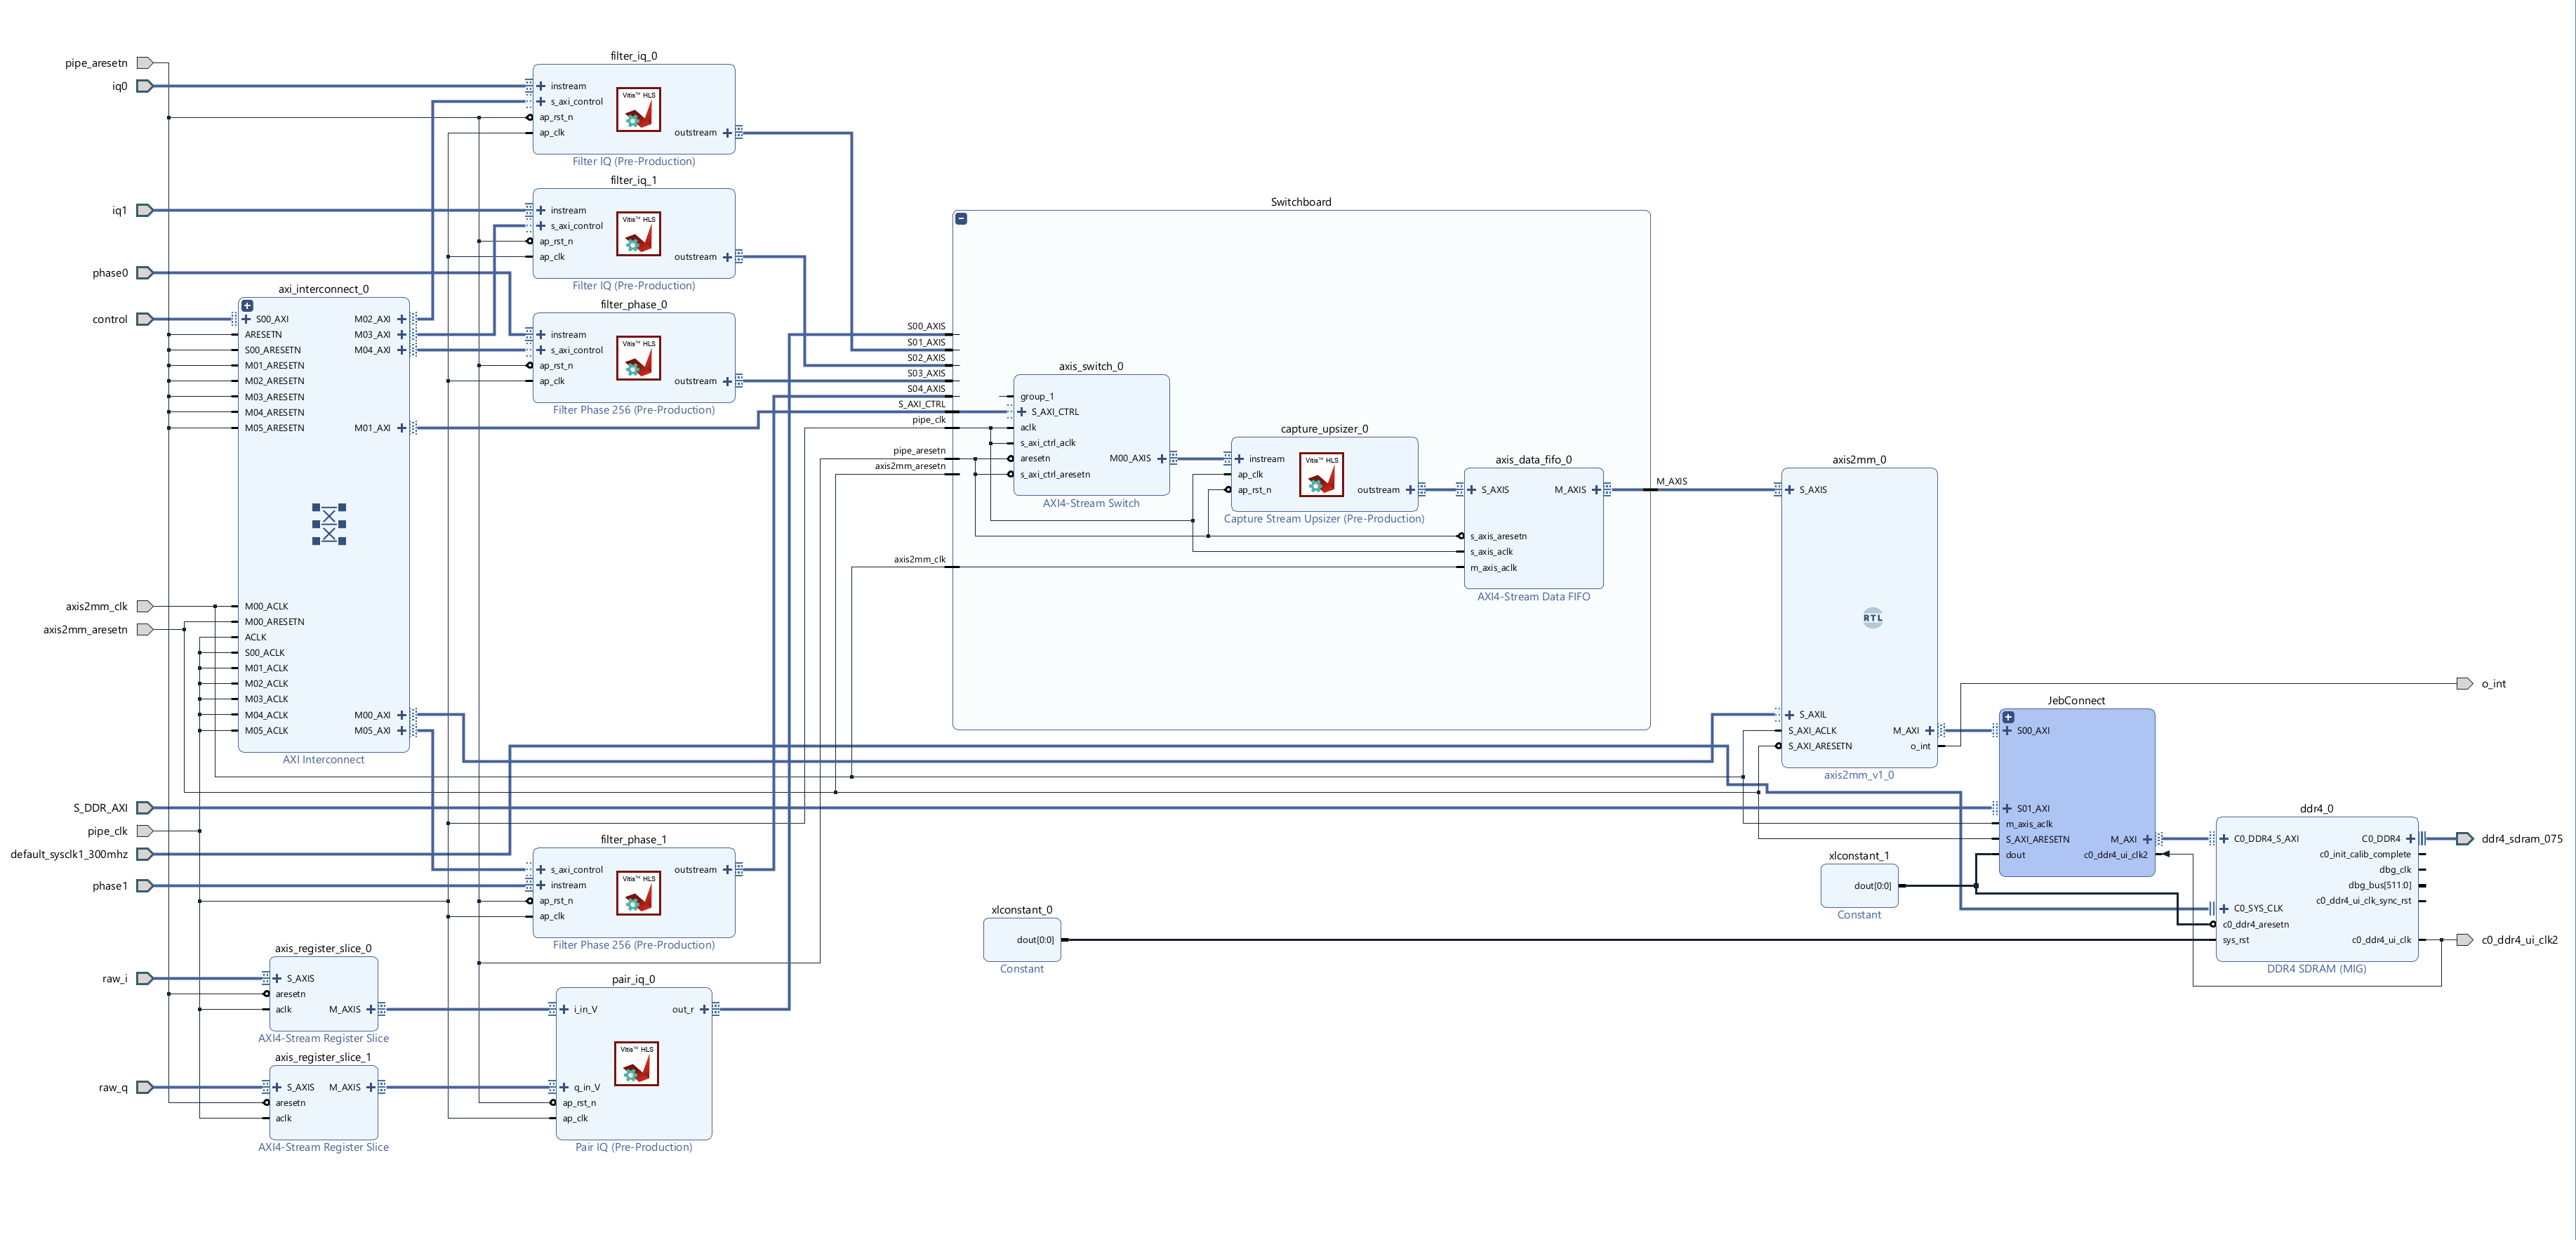 pipe_aresetn
iq0
iq1
phase0
control
axis2mm_clk
axis2mm_aresetn
S_DDR_AXI
pipe_clk
default_sysclk1_300mhz
phase1
raw_i
raw_q
filter_iq_0
instream
s_axi_control
ap_rst_n
ap_clk
Vitis™ HLS
outstream
Filter IQ (Pre-Production)
filter_iq_1
instream
s_axi_control
ap_rst_n
ap_clk
Vitis™ HLS
outstream
Filter IQ (Pre-Production)
filter_phase_0
instream
s_axi_control
ap_rst_n
ap_clk
Vitis™ HLS
outstream
Filter Phase 256 (Pre-Production)
axi_interconnect_0
S00_AXI
ARESETN
S00_ARESETN
M01_ARESETN
M02_ARESETN
M03_ARESETN
M04_ARESETN
M05_ARESETN
M00_ACLK
M00_ARESETN
ACLK
S00_ACLK
M01_ACLK
M02_ACLK
M03_ACLK
M04_ACLK
M05_ACLK
M02_AXI
M03_AXI
M04_AXI
M01_AXI
M00_AXI
M05_AXI
AXI Interconnect
filter_phase_1
s_axi_control
instream
ap_rst_n
ap_clk
Vitis™ HLS
outstream
Filter Phase 256 (Pre-Production)
axis_register_slice_0
S_AXIS
aresetn
aclk
M_AXIS
AXI4-Stream Register Slice
axis_register_slice_1
S_AXIS
aresetn
aclk
M_AXIS
AXI4-Stream Register Slice
pair_iq_0
i_in_V
q_in_V
ap_rst_n
ap_clk
Vitis™ HLS
out_r
Pair IQ (Pre-Production)
Switchboard
S00_AXIS
S01_AXIS
S02_AXIS
S03_AXIS
S04_AXIS
S_AXI_CTRL
pipe_clk
pipe_aresetn
axis2mm_aresetn
axis2mm_clk
axis_switch_0
group_1
S_AXI_CTRL
aclk
s_axi_ctrl_aclk
aresetn
s_axi_ctrl_aresetn
M00_AXIS
AXI4-Stream Switch
capture_upsizer_0
instream
ap_clk
ap_rst_n
Vitis™ HLS
outstream
Capture Stream Upsizer (Pre-Production)
axis_data_fifo_0
S_AXIS
s_axis_aresetn
s_axis_aclk
m_axis_aclk
M_AXIS
AXI4-Stream Data FIFO
M_AXIS
axis2mm_0
S_AXIS
RTL
S_AXIL
S_AXI_ACLK
S_AXI_ARESETN
M_AXI
o_int
axis2mm_v1_0
JebConnect
S00_AXI
S01_AXI
m_axis_aclk
S_AXI_ARESETN
dout
M_AXI
c0_ddr4_ui_clk2
xlconstant_1
dout[0:0]
Constant
xlconstant_0
dout[0:0]
Constant
ddr4_0
C0_DDR4_S_AXI
C0_SYS_CLK
c0_ddr4_aresetn
sys_rst
C0_DDR4
c0_init_calib_complete
dbg_clk
dbg_bus[511:0]
c0_ddr4_ui_clk_sync_rst
c0_ddr4_ui_clk
DDR4 SDRAM (MIG)
o_int
ddr4_sdram_075
c0_ddr4_ui_clk2